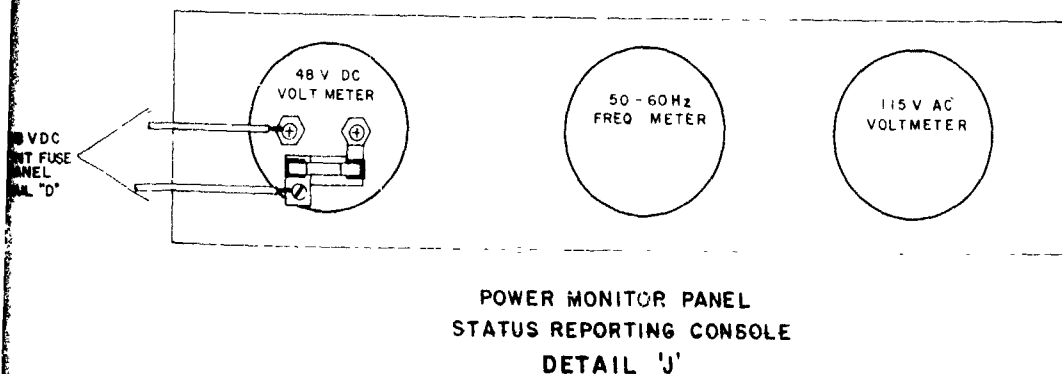 48 V DC
VOLT METER
50-60Hz
FREQ METER
115 V AC
VOLTMETER
VDC
FUSE
"D"
POWER MONITOR PANEL
STATUS REPORTING CONSOLE
DETAIL 'J'